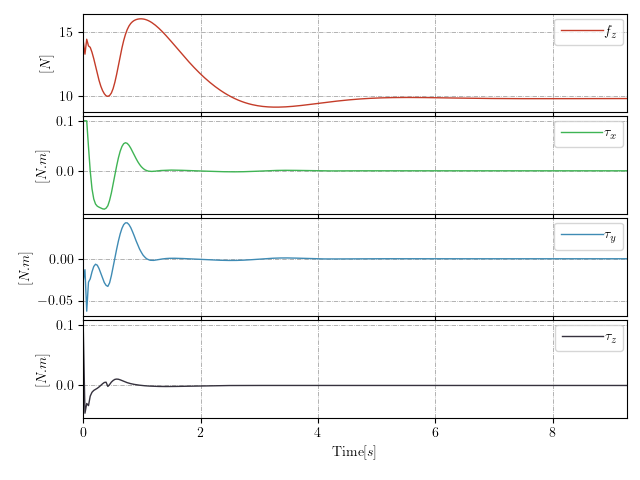 15
10
[N]
f_z
0.1
0.0
[N.m]
τ_x
0.00
−0.05
[N.m]
τ_y
0.1
0.0
[N.m]
τ_z
0 2 4 6 8
Time[s]